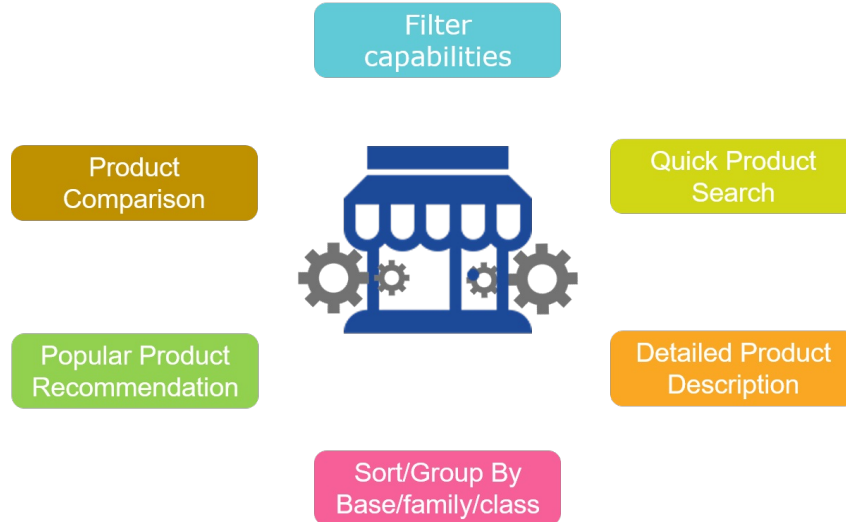 Filter
capabilities
Product
Comparison
Quick Product
Search
Popular Product
Recommendation
Detailed Product
Description
Sort/Group By
Base/family/class